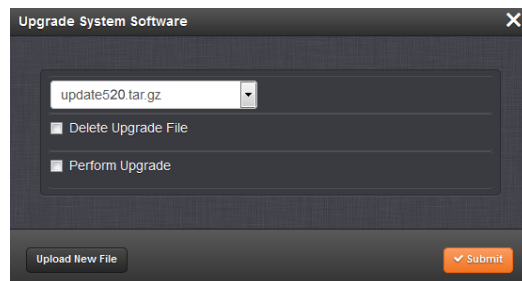 Upgrade System Software
update520.tar.gz
Delete Upgrade File
Perform Upgrade
Upload New File
Submit